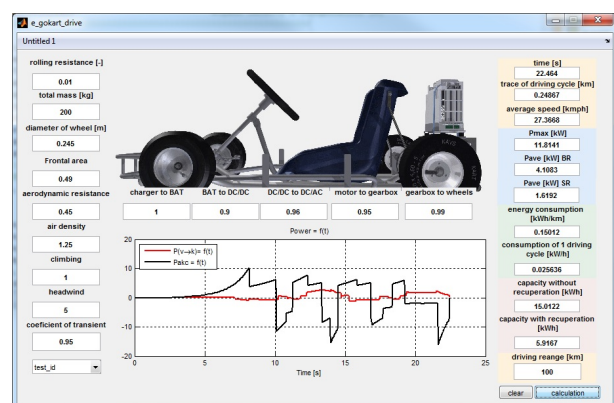 e_gokart_drive
Untitled 1
rolling resistance [-]
0.01
total mass [kg]
200
diameter of wheel [m]
0.245
Frontal area
0.49
aerodynamic resistance
0.45
air density
1.25
climbing
1
headwind
5
coeficient of transient
0.95
test_id
charger to BAT
BAT to DC/DC
DC/DC to DC/AC
motor to gearbox
gearbox to wheels
1
0.9
0.96
0.95
0.99
Power = f(t)
P(v→k)= f(t)
Pakc = f(t)
20
10
0
-10
-20
0
5
10
15
20
25
Time [s]
time [s]
22.464
trace of driving cycle [km]
0.24867
average speed [kmph]
27.3668
Pmax [kW]
11.8141
Pave [kW] BR
4.1083
Pave [kW] SR
1.6192
energy consumption
[kWh/km]
0.15012
consumption of 1 driving
cycle [kW/h]
0.025636
capacity without
recuperation [kWh]
15.0122
capacity with recuperation
[kWh]
5.9167
driving reange [km]
100
clear
calculation